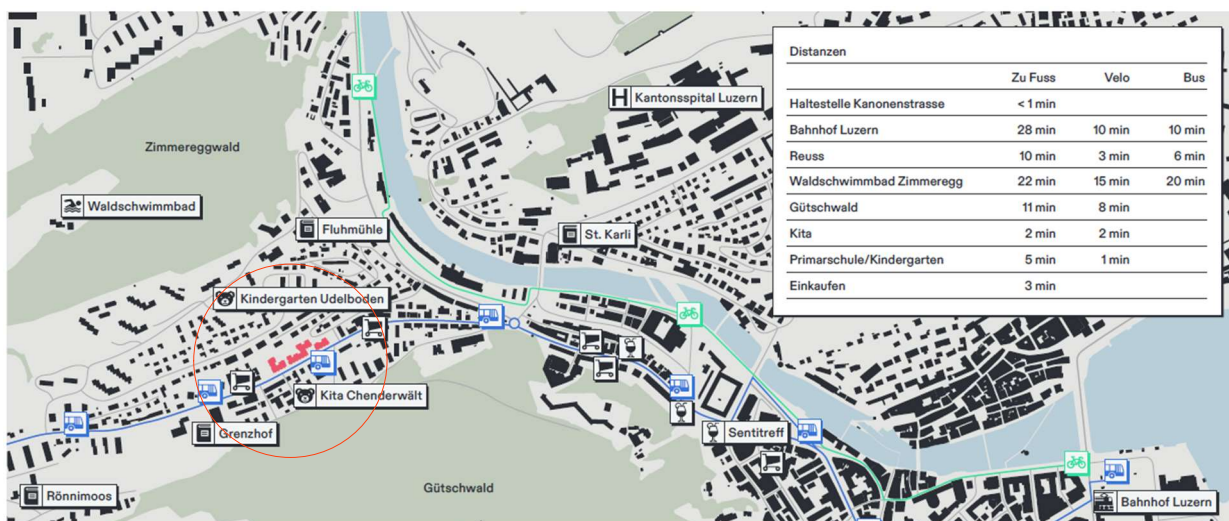 Distanzen
Zu Fuss Velo Bus
Haltestelle Kanonenstrasse < 1 min
Bahnhof Luzern 28 min 10 min 10 min
Reuss 10 min 3 min 6 min
Waldschwimmbad Zimmeregg 22 min 15 min 20 min
Gütschwald 11 min 8 min
Kita 2 min 2 min
Primarschule/Kindergarten 5 min 1 min
Einkaufen 3 min
H Kantonsspital Luzern
Zimmereggwald
Waldschwimmbad
Fluhmühle
St. Karli
Kindergarten Udelboden
Kita Chenderwält
Grenzhof
Sentitreff
Gütschwald
Rönnimoos
Bahnhof Luzern